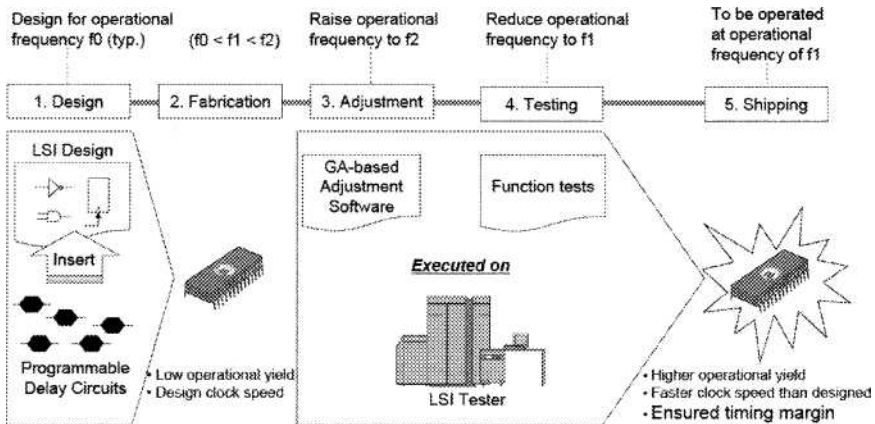 Design for operational
frequency f0 (typ.)
(f0 < f1 < f2)
Raise operational
frequency to f2
Reduce operational
frequency to f1
To be operated
at operational
frequency of f1
1. Design
2. Fabrication
3. Adjustment
4. Testing
5. Shipping
LSI Design
Insert
Programmable
Delay Circuits
• Low operational yield
• Design clock speed
GA-based
Adjustment
Software
Function tests
Executed on
LSI Tester
• Higher operational yield
• Faster clock speed than designed
• Ensured timing margin